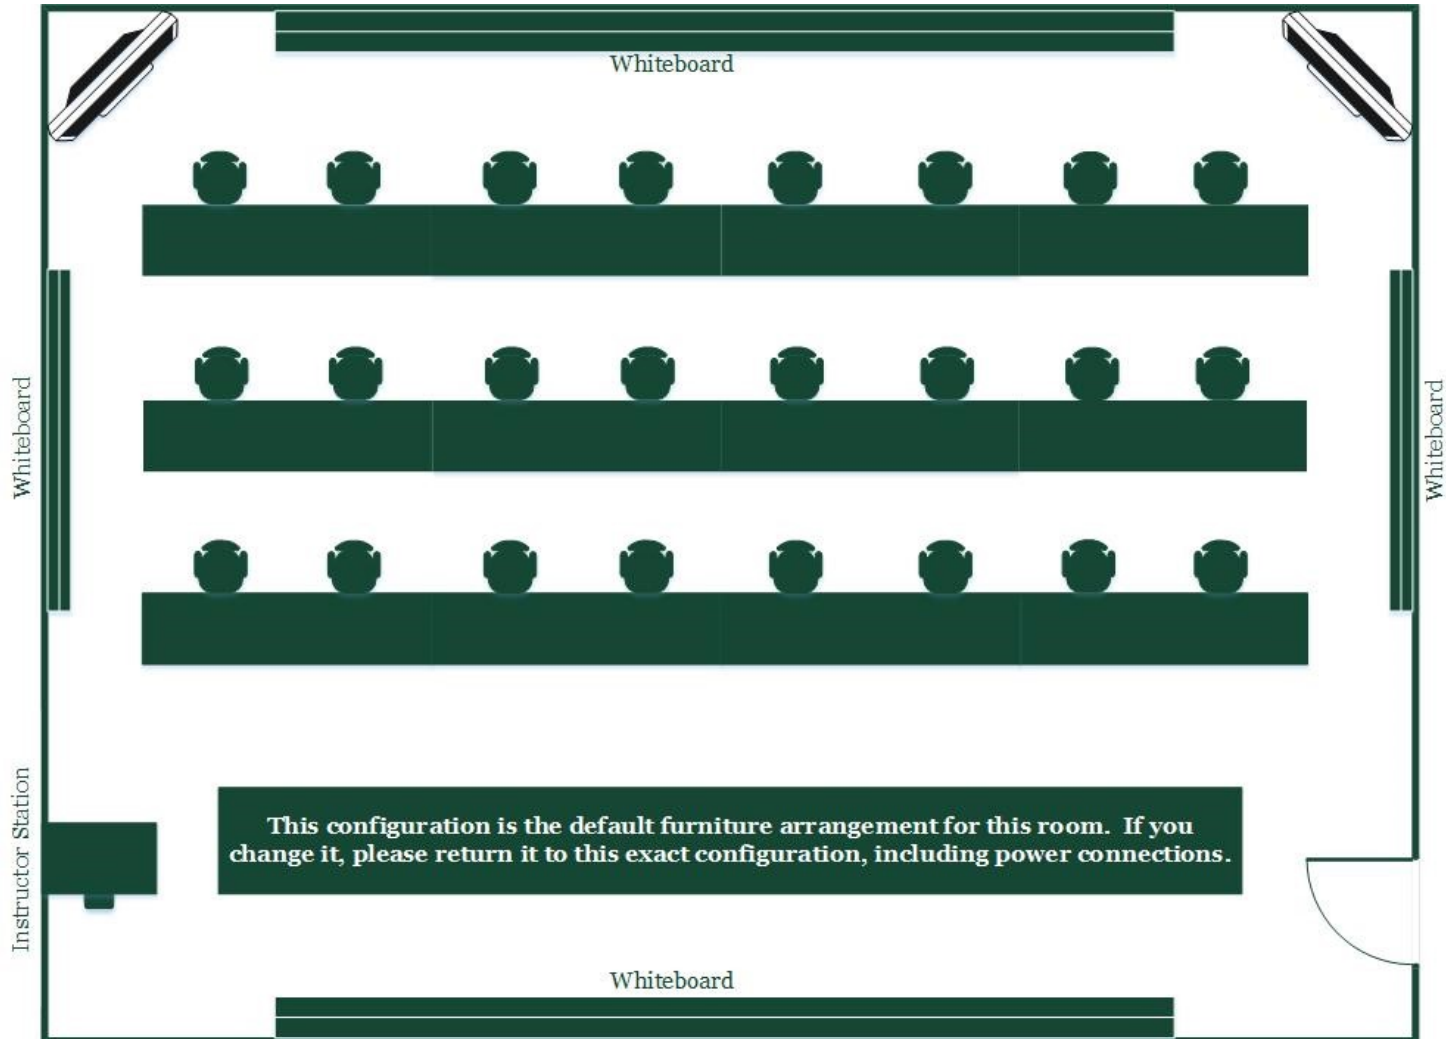 Whiteboard
Whiteboard
Whiteboard
Instructor Station
This configuration is the default furniture arrangement for this room.  If you
change it, please return it to this exact configuration, including power connections.
Whiteboard